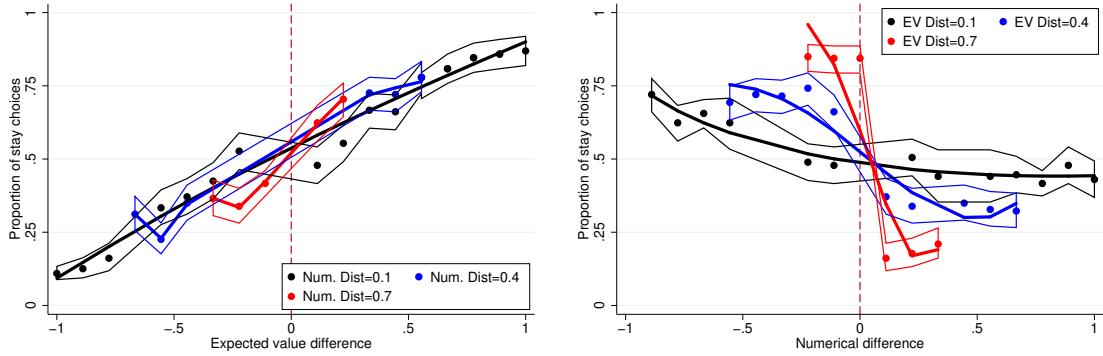 Proportion of stay choices
1
.75
.5
.25
0
−1
−.5
0
.5
1
Expected value difference
Num. Dist=0.1
Num. Dist=0.4
Num. Dist=0.7
Proportion of stay choices
1
.75
.5
.25
0
−1
−.5
0
.5
1
Numerical difference
EV Dist=0.1
EV Dist=0.4
EV Dist=0.7